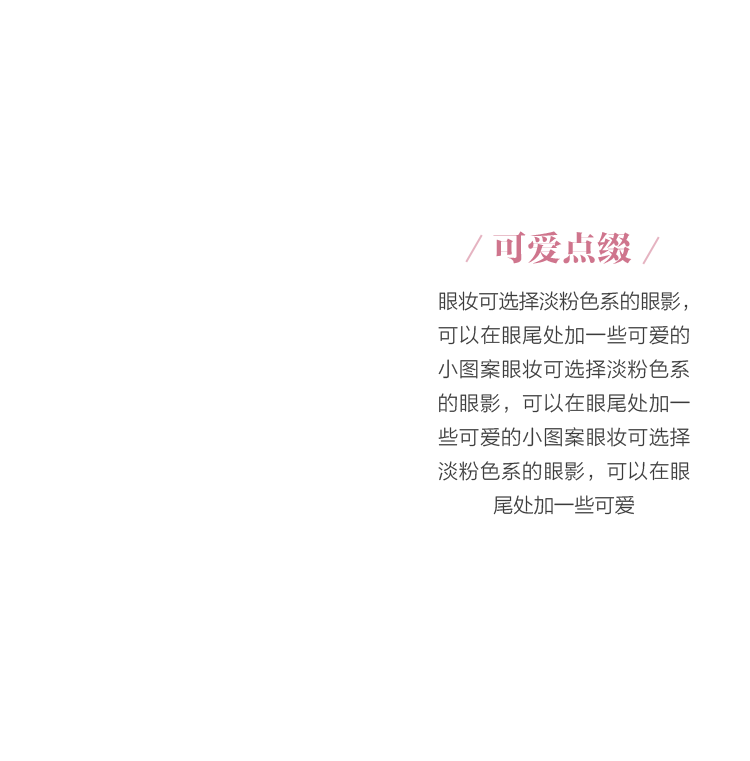 / 可爱点缀 /
眼妆可选择淡粉色系的眼影，
可以在眼尾处加一些可爱的
小图案眼妆可选择淡粉色系
的眼影，可以在眼尾处加一
些可爱的小图案眼妆可选择
淡粉色系的眼影，可以在眼
尾处加一些可爱